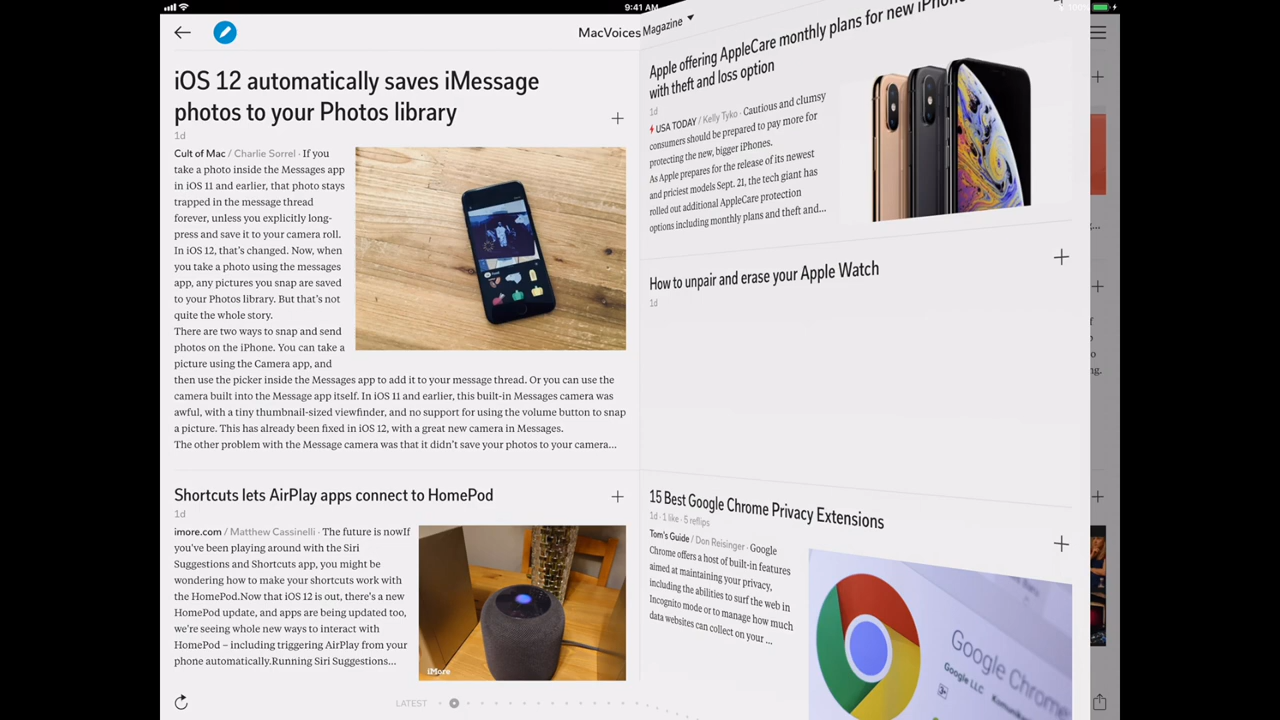 9:41 AM
100%
MacVoices Magazine
iOS 12 automatically saves iMessage
photos to your Photos library
1d
Cult of Mac / Charlie Sorrel · If you
take a photo inside the Messages app
in iOS 11 and earlier, that photo stays
trapped in the message thread
forever, unless you explicitly long-
press and save it to your camera roll.
In iOS 12, that's changed. Now, when
you take a photo using the messages
app, any pictures you snap are saved
to your Photos library. But that's not
quite the whole story.
There are two ways to snap and send
photos on the iPhone. You can take a
picture using the Camera app, and
then use the picker inside the Messages app to add it to your message thread. Or you can use the
camera built into the Message app itself. In iOS 11 and earlier, this built-in Messages camera was
awful, with a tiny thumbnail-sized viewfinder, and no support for using the volume button to snap
a picture. This has already been fixed in iOS 12, with a great new camera in Messages.
The other problem with the Message camera was that it didn't save your photos to your camera...
Shortcuts lets AirPlay apps connect to HomePod
1d
imore.com / Matthew Cassinelli · The future is nowIf
you've been playing around with the Siri
Suggestions and Shortcuts app, you might be
wondering how to make your shortcuts work with
the HomePod.Now that iOS 12 is out, there's a new
HomePod update, and apps are being updated too,
we're seeing whole new ways to interact with
HomePod – including triggering AirPlay from your
phone automatically.Running Siri Suggestions...
iMore
LATEST
Apple offering AppleCare monthly plans for new iPhone
with theft and loss option
1d
USA TODAY / Kelly Tyko · Cautious and clumsy
consumers should be prepared to pay more for
protecting the new, bigger iPhones.
As Apple prepares for the release of its newest
and priciest models Sept. 21, the tech giant has
rolled out additional AppleCare protection
options including monthly plans and theft and...
How to unpair and erase your Apple Watch
1d
15 Best Google Chrome Privacy Extensions
1d · 1 like · 5 reflips
Tom's Guide / Don Reisinger · Google
Chrome offers a host of built-in features
aimed at maintaining your privacy,
including the abilities to surf the web in
Incognito mode or to manage how much
data websites can collect on your ...
Google Chrome
Google LLC